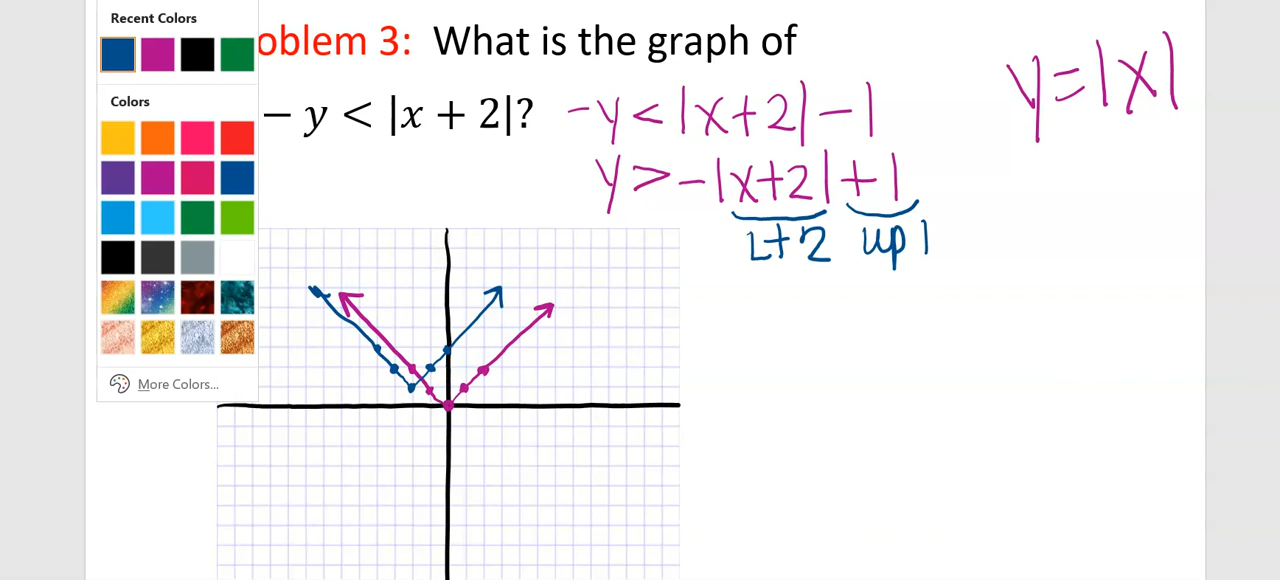 Recent Colors
oblem 3: What is the graph of
y=|x|
Colors
− y < |x + 2|?
-y<|x+2|-1
y>-|x+2|+1
L+2 up 1
More Colors...